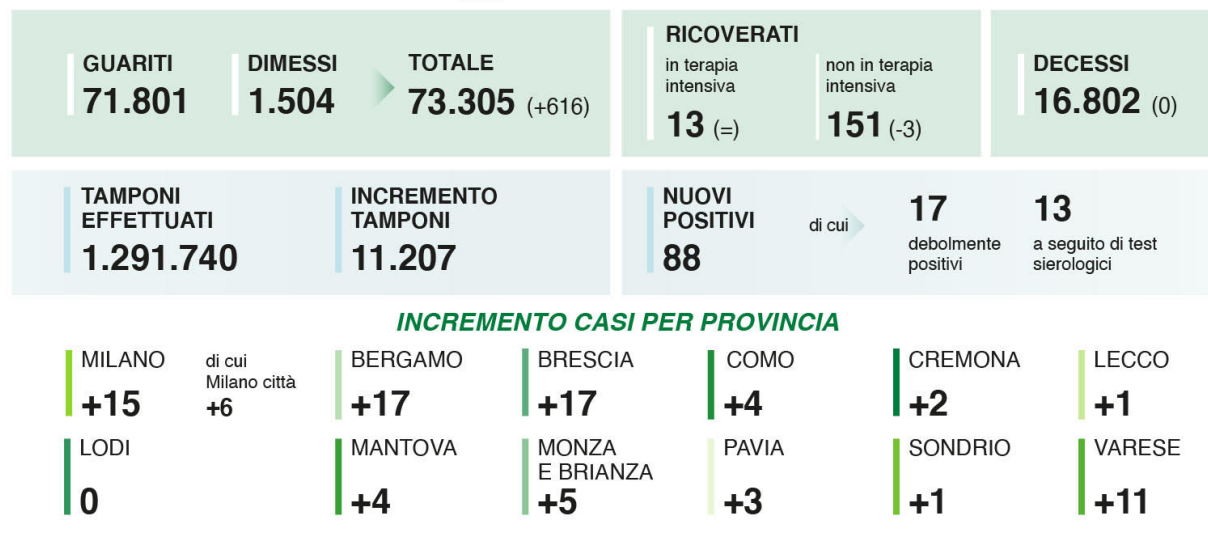 GUARITI
71.801
DIMESSI
1.504
TOTALE
73.305 (+616)
RICOVERATI
in terapia
intensiva
13 (=)
non in terapia
intensiva
151 (-3)
DECESSI
16.802 (0)
TAMPONI
EFFETTUATI
1.291.740
INCREMENTO
TAMPONI
11.207
NUOVI
POSITIVI
88
di cui
17
debolmente
positivi
13
a seguito di test
sierologici
INCREMENTO CASI PER PROVINCIA
MILANO
+15
di cui
Milano città
+6
BERGAMO
+17
BRESCIA
+17
COMO
+4
CREMONA
+2
LECCO
+1
LODI
0
MANTOVA
+4
MONZA
E BRIANZA
+5
PAVIA
+3
SONDRIO
+1
VARESE
+11